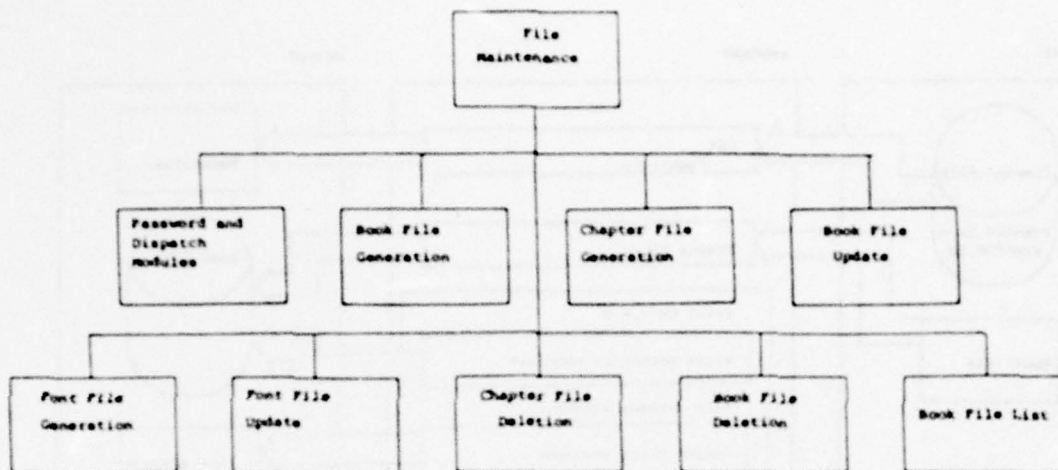 File
Maintenance
Password and
Dispatch
Modules
Book File
Generation
Chapter File
Generation
Book File
Update
Font File
Generation
Font File
Update
Chapter File
Deletion
Book File
Deletion
Book File List